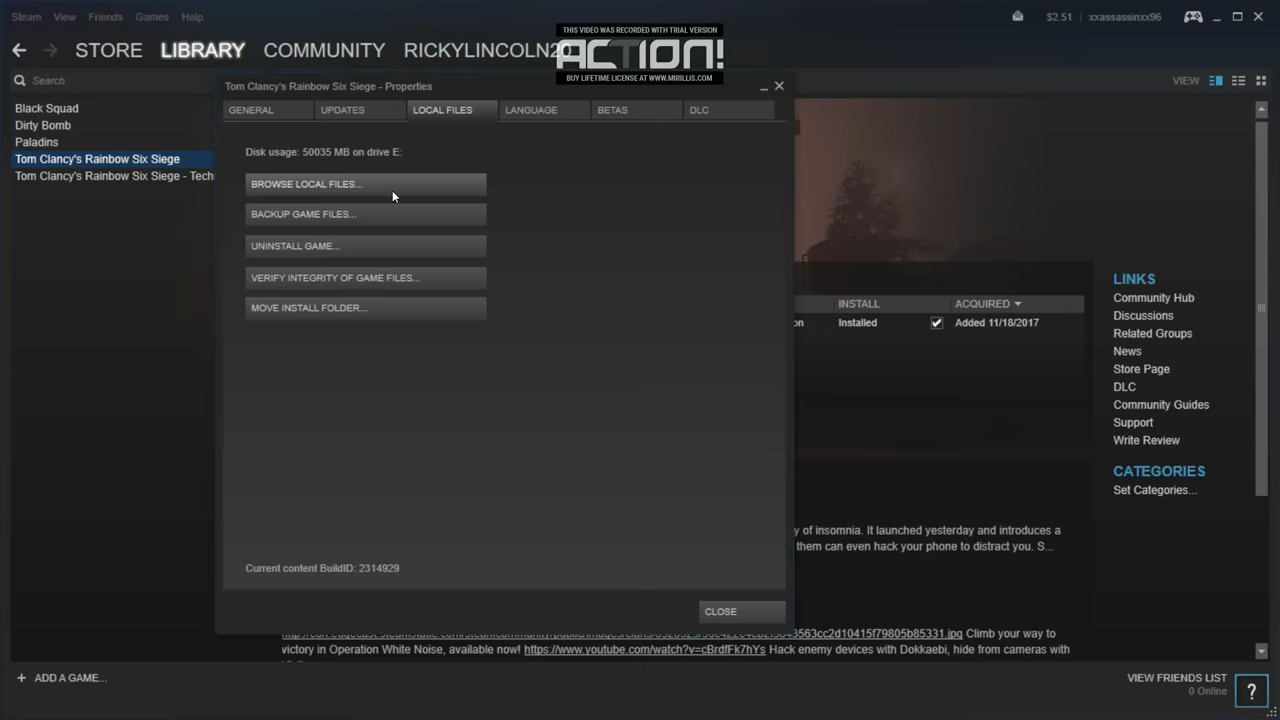 Steam View Friends Games Help
$2.51 xxassassinxx96
THIS VIDEO WAS RECORDED WITH TRIAL VERSION
ACTION!
BUY LIFETIME LICENSE AT WWW.MIRILLIS.COM
STORE LIBRARY COMMUNITY RICKYLINCOLN20
Search
VIEW
Black Squad
Dirty Bomb
Paladins
Tom Clancy's Rainbow Six Siege
Tom Clancy's Rainbow Six Siege - Tech
Tom Clancy's Rainbow Six Siege - Properties
GENERAL UPDATES LOCAL FILES LANGUAGE BETAS DLC
Disk usage: 50035 MB on drive E:
BROWSE LOCAL FILES...
BACKUP GAME FILES...
UNINSTALL GAME...
VERIFY INTEGRITY OF GAME FILES...
MOVE INSTALL FOLDER...
Current content BuildID: 2314929
CLOSE
INSTALL ACQUIRED
on Installed Added 11/18/2017
LINKS
Community Hub
Discussions
Related Groups
News
Store Page
DLC
Community Guides
Support
Write Review
CATEGORIES
Set Categories...
y of insomnia. It launched yesterday and introduces a
them can even hack your phone to distract you. S...
Climb your way to
victory in Operation White Noise, available now! https://www.youtube.com/watch?v=cBrdfFk7hYs Hack enemy devices with Dokkaebi, hide from cameras with
+ ADD A GAME...
VIEW FRIENDS LIST
0 Online
?